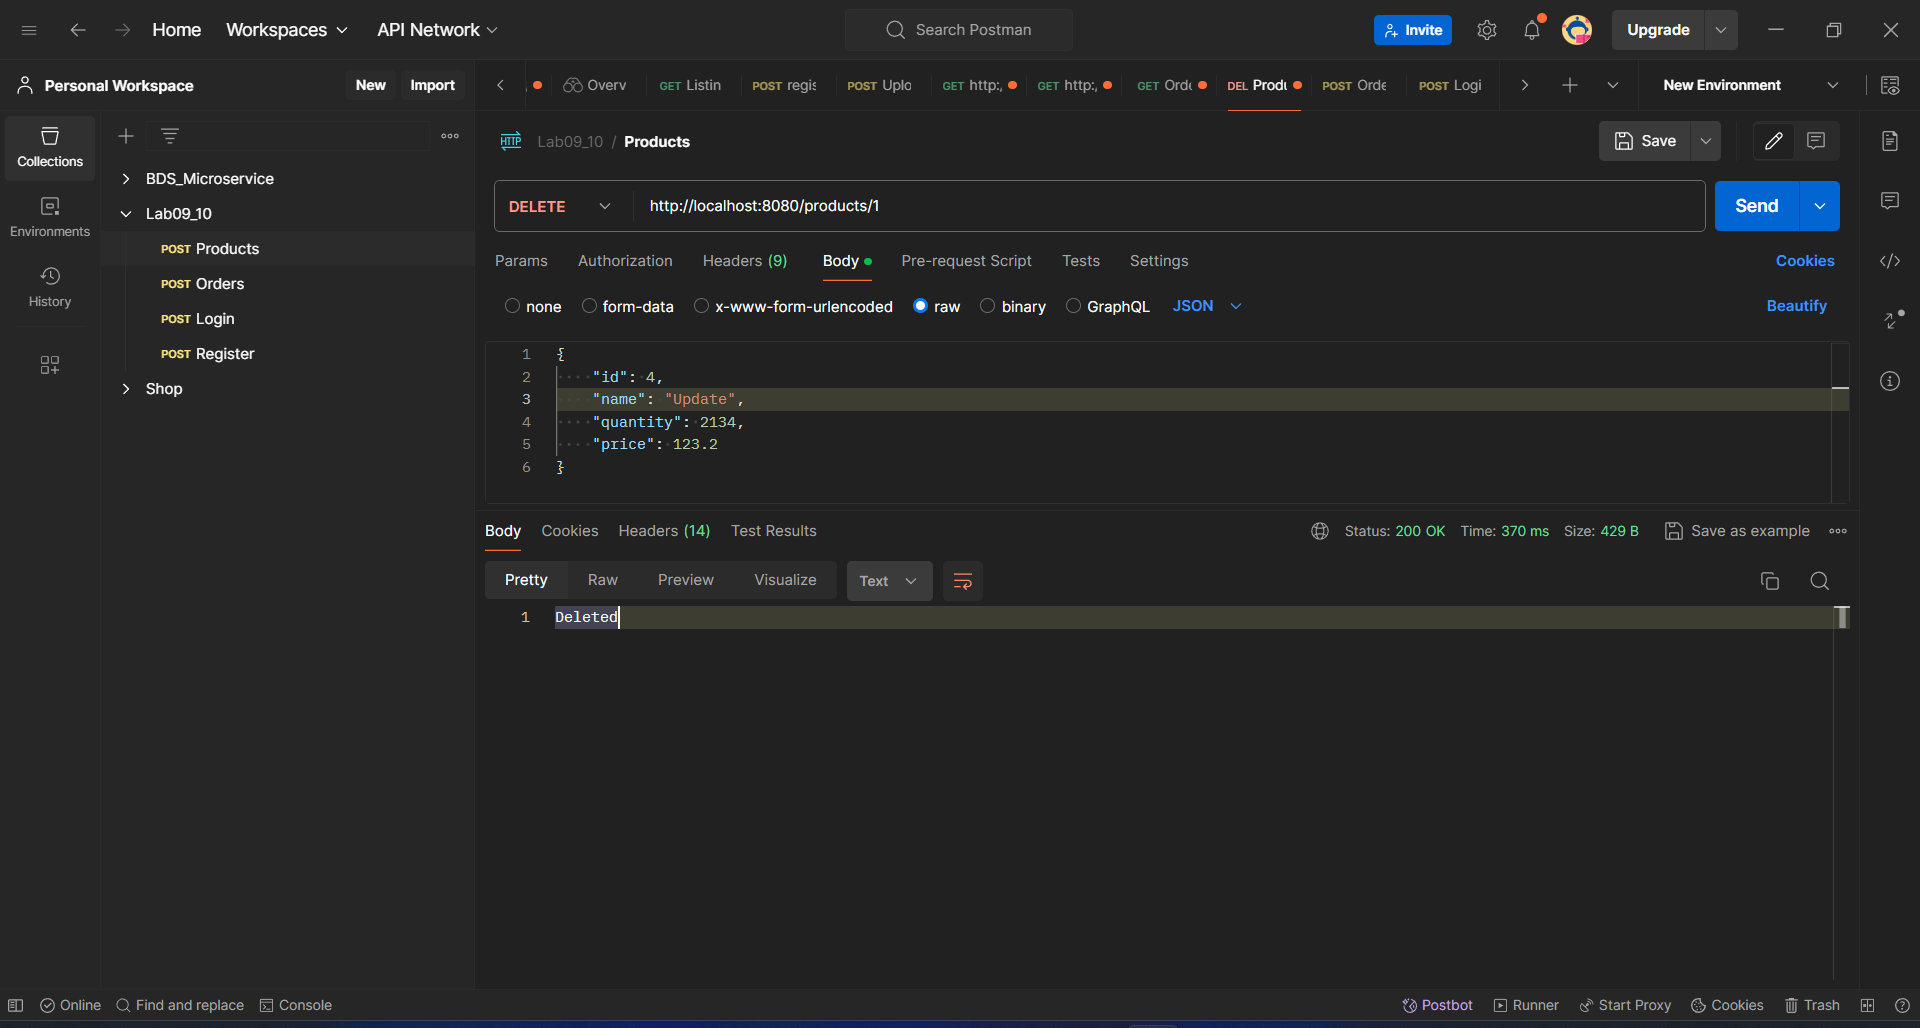 Home Workspaces API Network Search Postman Invite Upgrade
Personal Workspace New Import Overv GET Listin POST regis POST Uplo GET http:, GET http:, GET Orde DEL Produ POST Orde POST Logi New Environment
Collections
Environments
History
BDS_Microservice
Lab09_10
POST Products
POST Orders
POST Login
POST Register
Shop
HTTP Lab09_10 / Products Save
DELETE http://localhost:8080/products/1 Send
Params Authorization Headers (9) Body Pre-request Script Tests Settings Cookies
none form-data x-www-form-urlencoded raw binary GraphQL JSON Beautify
1 {
2 "id": 4,
3 "name": "Update",
4 "quantity": 2134,
5 "price": 123.2
6 }
Body Cookies Headers (14) Test Results Status: 200 OK Time: 370 ms Size: 429 B Save as example
Pretty Raw Preview Visualize Text
1 Deleted
Online Find and replace Console Postbot Runner Start Proxy Cookies Trash